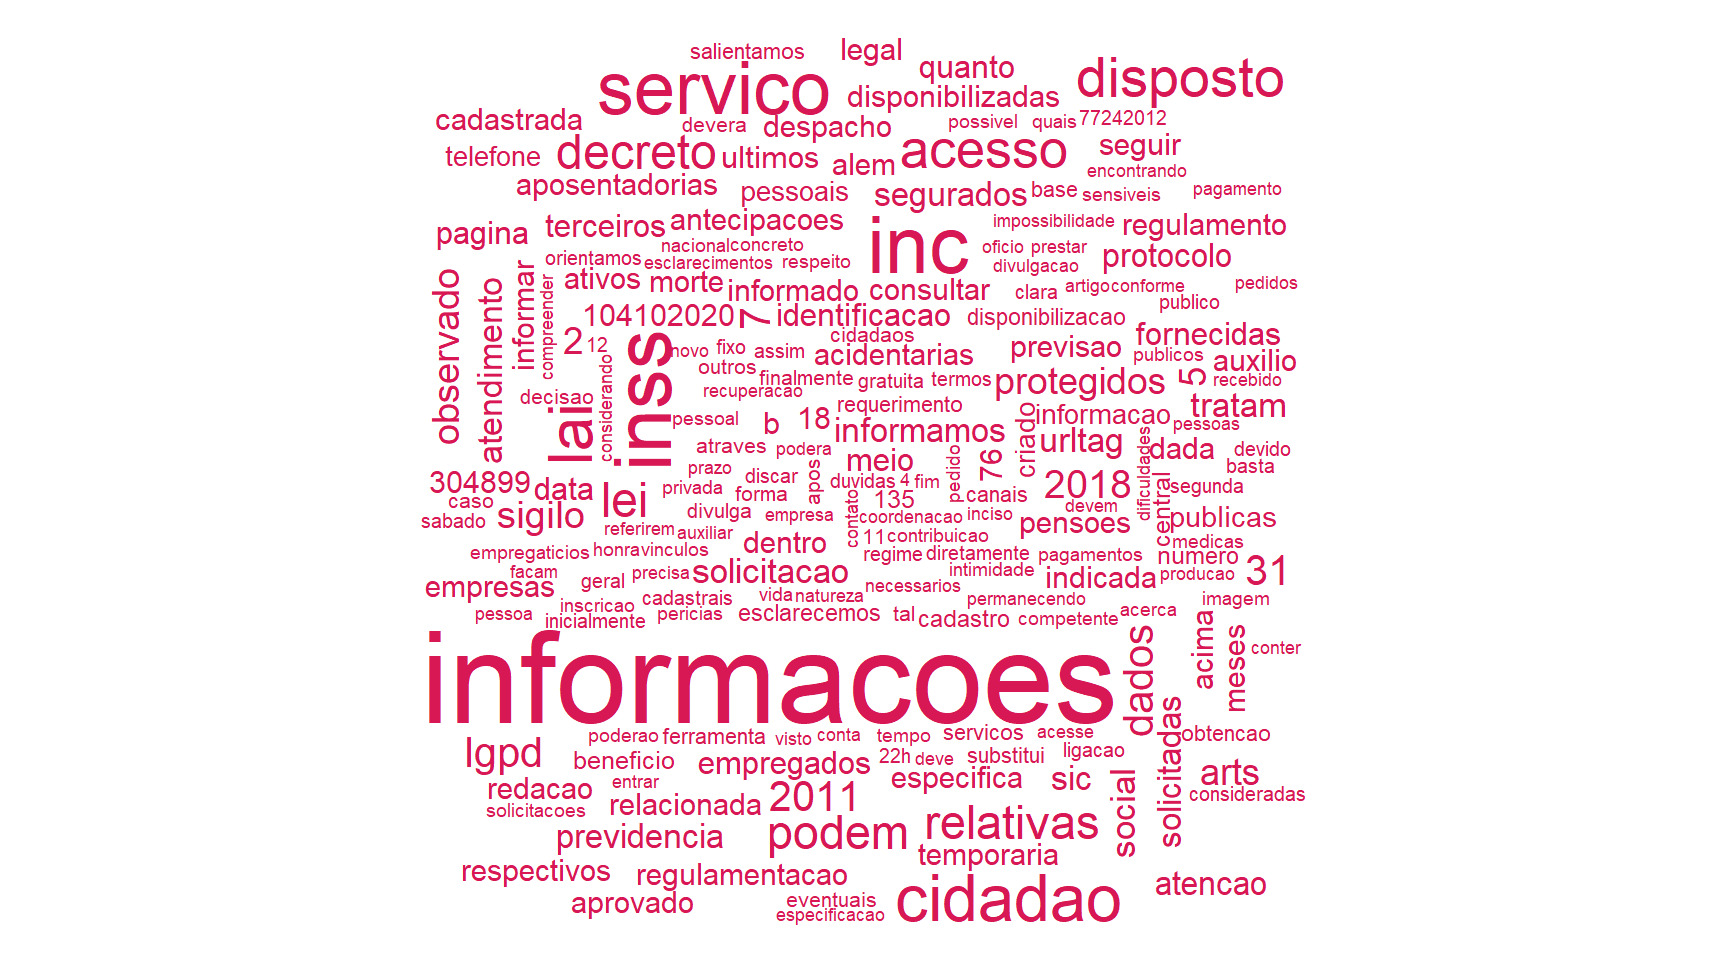 salientamos legal
servico quanto disposto
disponibilizadas
cadastrada devera despacho possivel quais 77242012
telefone decreto ultimos alem acesso seguir
encontrando
aposentadorias pessoais segurados base sensiveis pagamento
pagina terceiros antecipacoes inc impossibilidade regulamento
nacional concreto oficio prestar
orientamos esclarecimentos respeito divulgacao protocolo
observado atendimento informar compreender ativos morte informado consultar clara artigo conforme pedidos
publico
104102020 7 identificacao disponibilizacao
2 12 inss cidadaos fornecidas
novo fixo assim acidentarias previsao publicos auxilio
outros finalmente gratuita termos protegidos 5 recebido
recuperacao
decisao considerando lai requerimento tratam
pessoal b 18 informamos informacao pessoas
criado urltag dada devido
atraves podera meio 76 basta
prazo discar duvidas 4 fim pedido
304899 data lei privada forma apos 135 canais 2018 dificuldades central segunda
caso sigilo divulga empresa contato coordenacao inciso devem publicas
sabado referirem auxiliar pensoes
11 contribuicao medicas
empregaticios honra vinculos dentro regime diretamente pagamentos numero
facam geral precisa solicitacao intimidade indicada producao 31
empresas necessarios
inscricao cadastrais vida natureza permanecendo imagem
pessoa inicialmente pericias esclarecemos tal cadastro competente acerca
informacoes dados acima meses conter
poderao ferramenta visto conta tempo servicos acesse solicitadas obtencao
lgpd beneficio empregados 22h deve substitui ligacao
redacao entrar especifica sic social arts
solicitacoes relacionada 2011 consideradas
previdencia podem relativas
temporaria
respectivos regulamentacao atencao
aprovado eventuais cidadao
especificacao